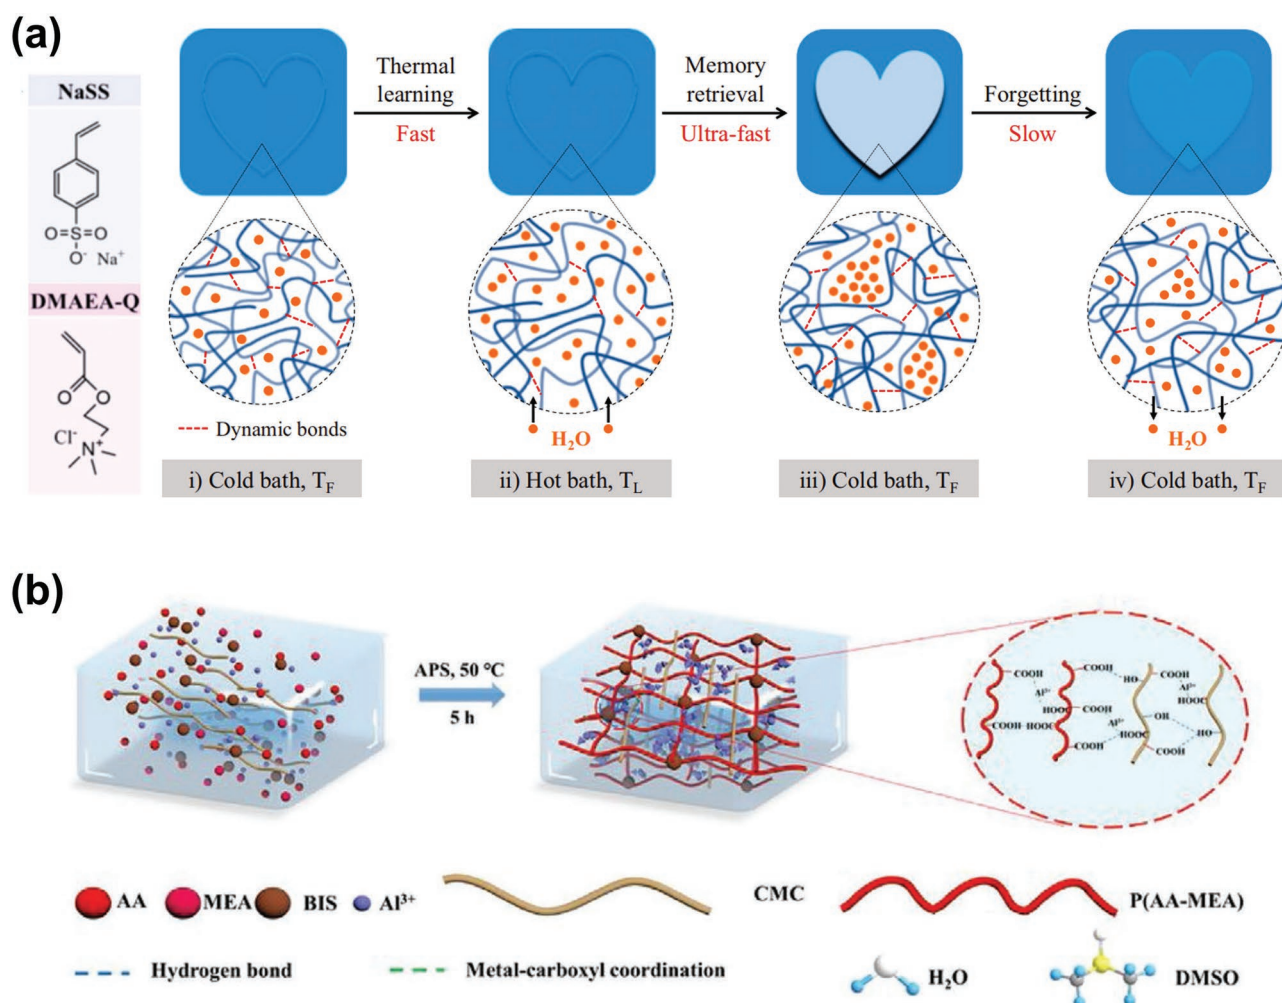 (a)
NaSS
O S O
O⁻ Na⁺
DMAEA-Q
O
O
Cl⁻
N⁺
Thermal
learning
Fast
Memory
retrieval
Ultra-fast
Forgetting
Slow
Dynamic bonds
H₂O
H₂O
i) Cold bath, T_F
ii) Hot bath, T_L
iii) Cold bath, T_F
iv) Cold bath, T_F
(b)
APS, 50 °C
5 h
COOH
COOH
HO
COOH
Al³⁺
Al³⁺
HOOC
HOOC
COOH
OH
Al³⁺
COOH
HOOC
HOOC
HO
COOH
COOH
AA
MEA
BIS
Al³⁺
CMC
P(AA-MEA)
Hydrogen bond
Metal-carboxyl coordination
H₂O
DMSO